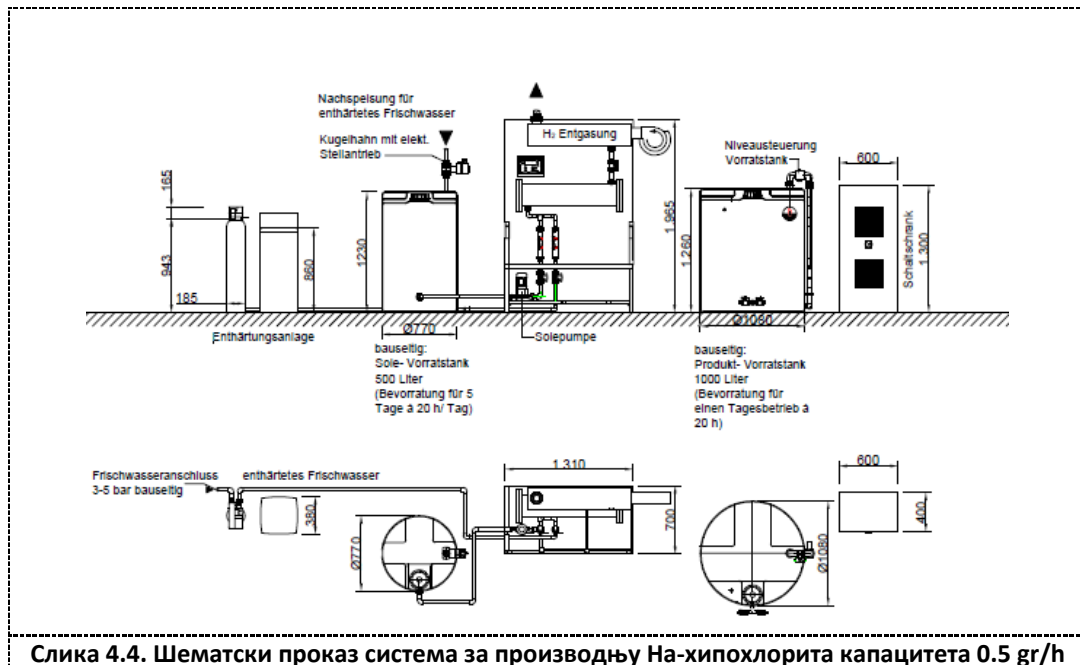 Nachspeisung für
enthärtetes Frischwasser
Kugelhahn mit elekt.
Stellantrieb
H₂ Entgasung
Niveausteuerung
Vorratstank
600
165
943
185
860
1230
1.965
1.260
Schaltschrank
1.300
Ø770
Ø1080
Enthärtungsanlage
Solepumpe
bauseitig:
Sole- Vorratstank
500 Liter
(Bevorratung für 5
Tage à 20 h/ Tag)
bauseitig:
Produkt- Vorratstank
1000 Liter
(Bevorratung für
einen Tagesbetrieb à
20 h)
Frischwasseranschluss
3-5 bar bauseitig
enthärtetes Frischwasser
1.310
600
380
Ø770
700
Ø1080
400
Слика 4.4. Шематски проказ система за производњу На-хипохлорита капацитета 0.5 gr/h